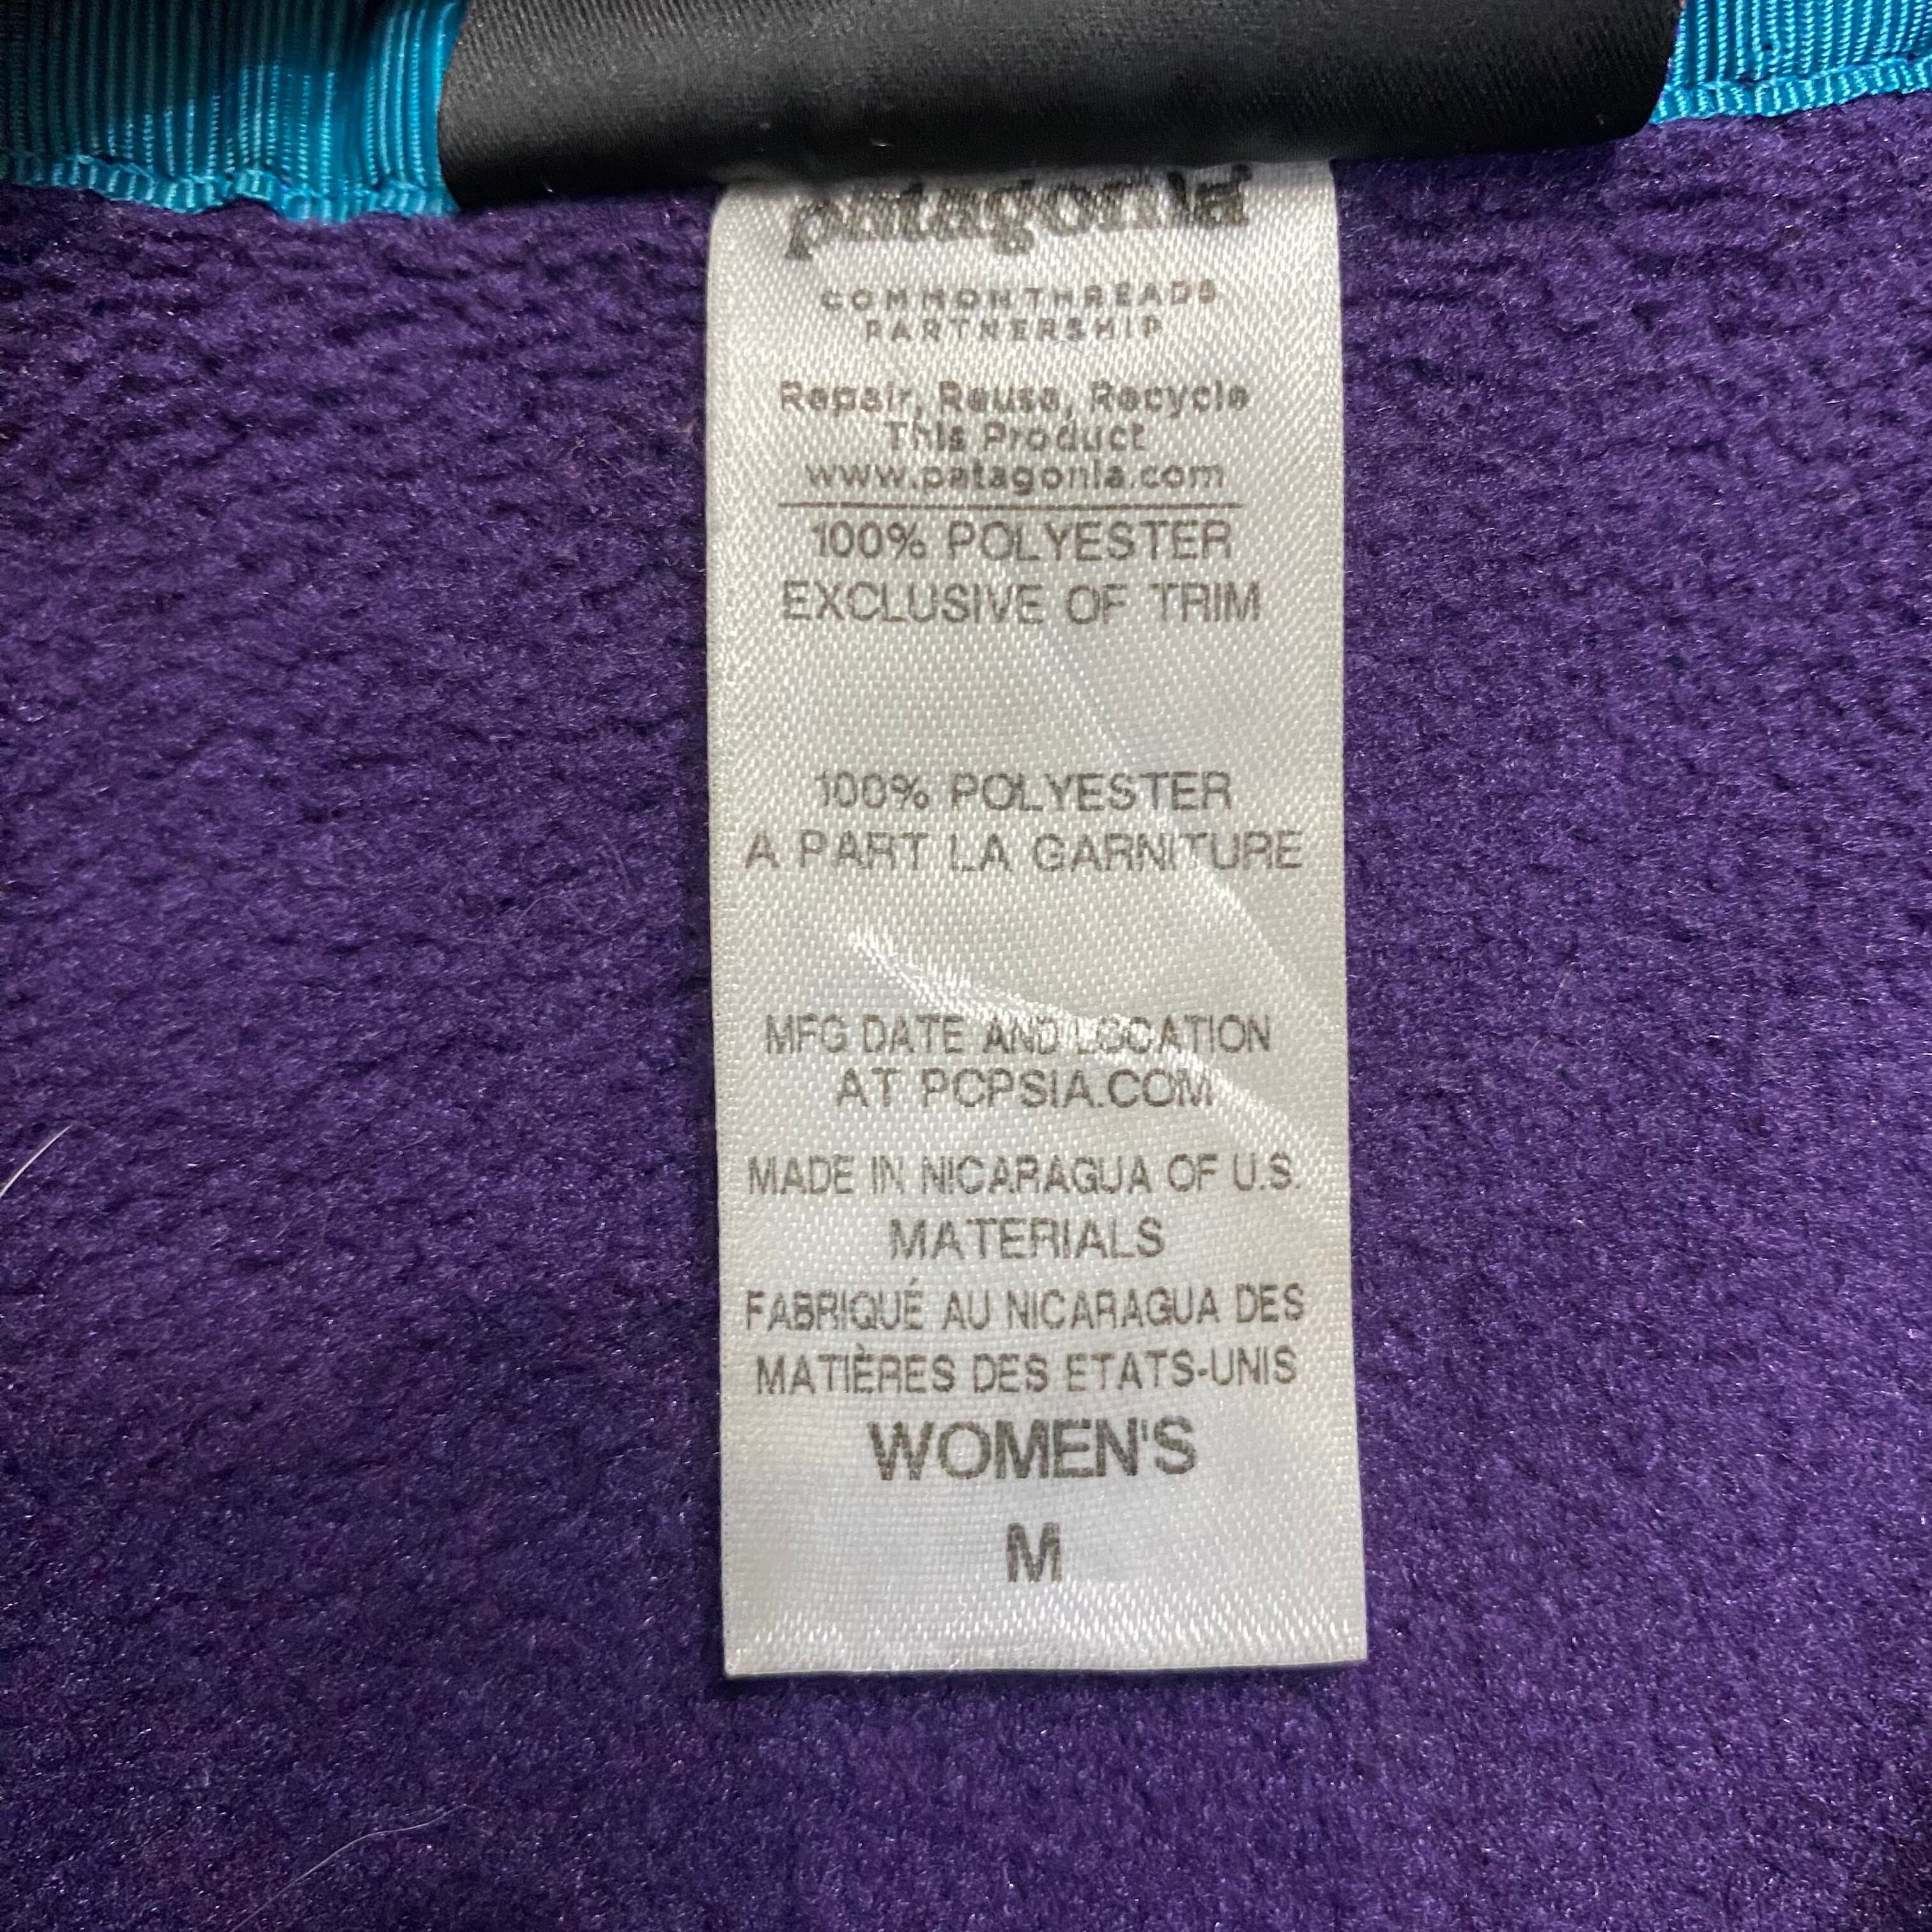 patagonia
COMMON THREADS
PARTNERSHIP
Repair, Reuse, Recycle
This Product
www.patagonia.com
100% POLYESTER
EXCLUSIVE OF TRIM
100% POLYESTER
A PART LA GARNITURE
MFG DATE AND LOCATION
AT PCPSIA.COM
MADE IN NICARAGUA OF U.S.
MATERIALS
FABRIQUÉ AU NICARAGUA DES
MATIÈRES DES ETATS-UNIS
WOMEN'S
M